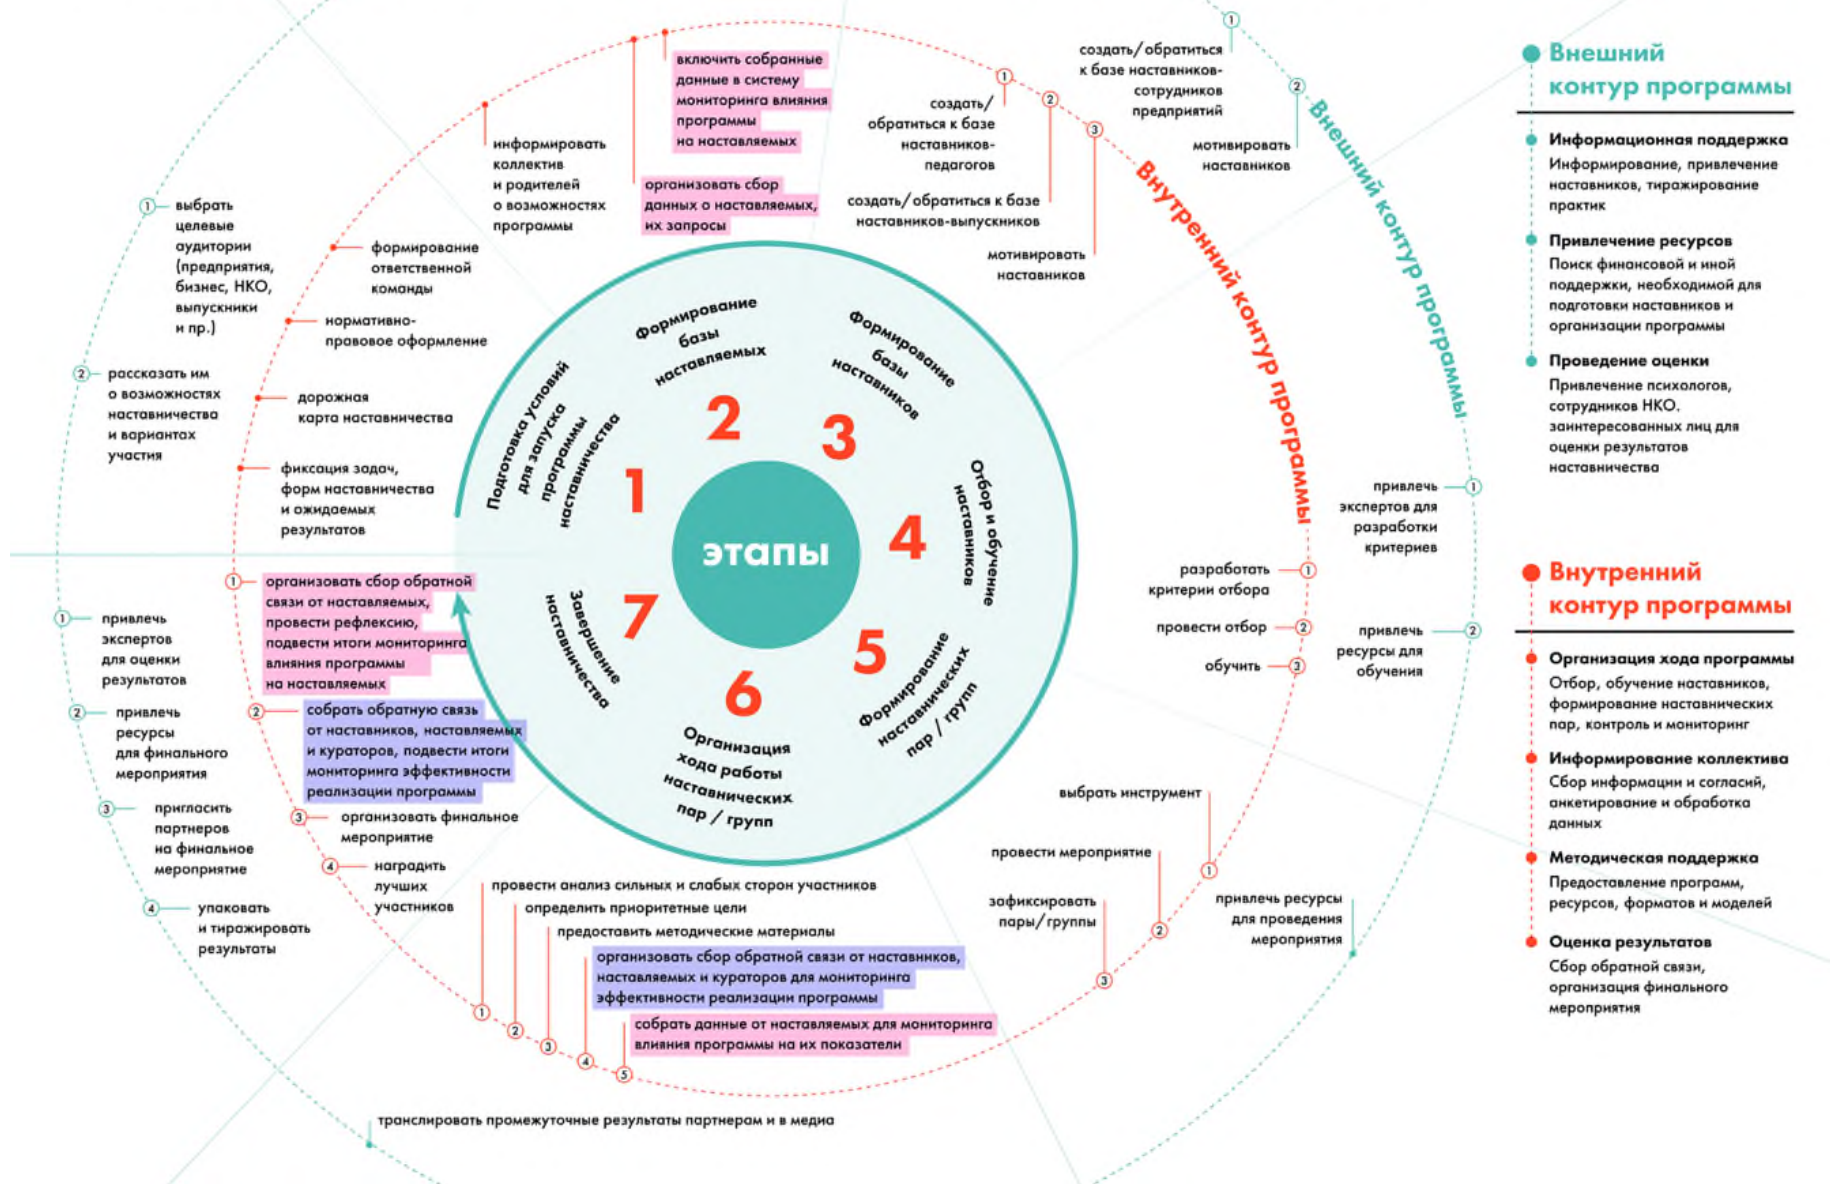 включить собранные
данные в систему
мониторинга влияния
программы
на наставляемых
организовать сбор
данных о наставляемых,
их запросы
информировать
коллектив
и родителей
о возможностях
программы
формирование
ответственной
команды
нормативно-
правовое оформление
дорожная
карта наставничества
фиксация задач,
форм наставничества
и ожидаемых
результатов
1
выбрать
целевые
аудитории
(предприятия,
бизнес, НКО,
выпускники
и пр.)
2
рассказать им
о возможностях
наставничества
и вариантах
участия
1
создать/
обратиться к базе
наставников-
педагогов
2
создать/обратиться к базе
наставников-выпускников
3
мотивировать
наставников
1
создать/обратиться
к базе наставников-
сотрудников
предприятий
2
мотивировать
наставников
Внутренний контур программы
Внешний контур программы
этапы
1
Подготовка условий
для запуска
программы
наставничества
2
Формирование
базы
наставляемых
3
Формирование
базы
наставников
4
Отбор и обучение
наставников
5
Формирование
наставнических
пар / групп
6
Организация
хода работы
наставнических
пар / групп
7
Завершение
наставничества
1
привлечь
экспертов для
разработки
критериев
2
привлечь
ресурсы для
обучения
1
разработать
критерии отбора
2
провести отбор
3
обучить
выбрать инструмент
1
провести мероприятие
2
зафиксировать
пары/группы
3
привлечь ресурсы
для проведения
мероприятия
1
организовать сбор обратной
связи от наставляемых,
провести рефлексию,
подвести итоги мониторинга
влияния программы
на наставляемых
2
собрать обратную связь
от наставников, наставляемых
и кураторов, подвести итоги
мониторинга эффективности
реализации программы
3
организовать финальное
мероприятие
4
наградить
лучших
участников
1
привлечь
экспертов
для оценки
результатов
2
привлечь
ресурсы
для финального
мероприятия
3
пригласить
партнеров
на финальное
мероприятие
4
упаковать
и тиражировать
результаты
провести анализ сильных и слабых сторон участников
определить приоритетные цели
предоставить методические материалы
организовать сбор обратной связи от наставников,
наставляемых и кураторов для мониторинга
эффективности реализации программы
собрать данные от наставляемых для мониторинга
влияния программы на их показатели
1
2
3
4
5
транслировать промежуточные результаты партнерам и в медиа
Внешний
контур программы
Информационная поддержка
Информирование, привлечение
наставников, тиражирование
практик
Привлечение ресурсов
Поиск финансовой и иной
поддержки, необходимой для
подготовки наставников и
организации программы
Проведение оценки
Привлечение психологов,
сотрудников НКО.
заинтересованных лиц для
оценки результатов
наставничества
Внутренний
контур программы
Организация хода программы
Отбор, обучение наставников,
формирование наставнических
пар, контроль и мониторинг
Информирование коллектива
Сбор информации и согласий,
анкетирование и обработка
данных
Методическая поддержка
Предоставление программ,
ресурсов, форматов и моделей
Оценка результатов
Сбор обратной связи,
организация финального
мероприятия